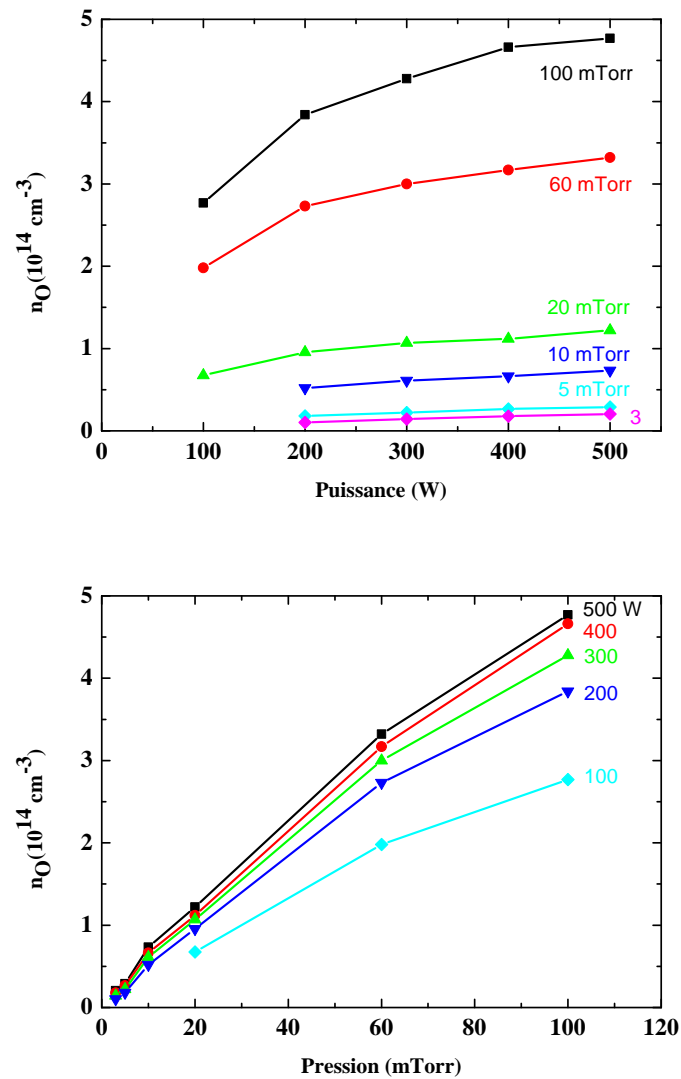 5
4
3
2
1
0
n_O(10^14 cm^-3)
100 mTorr
60 mTorr
20 mTorr
10 mTorr
5 mTorr
3
100 200 300 400 500
Puissance (W)
5
4
3
2
1
0
n_O(10^14 cm^-3)
500 W
400
300
200
100
0 20 40 60 80 100 120
Pression (mTorr)